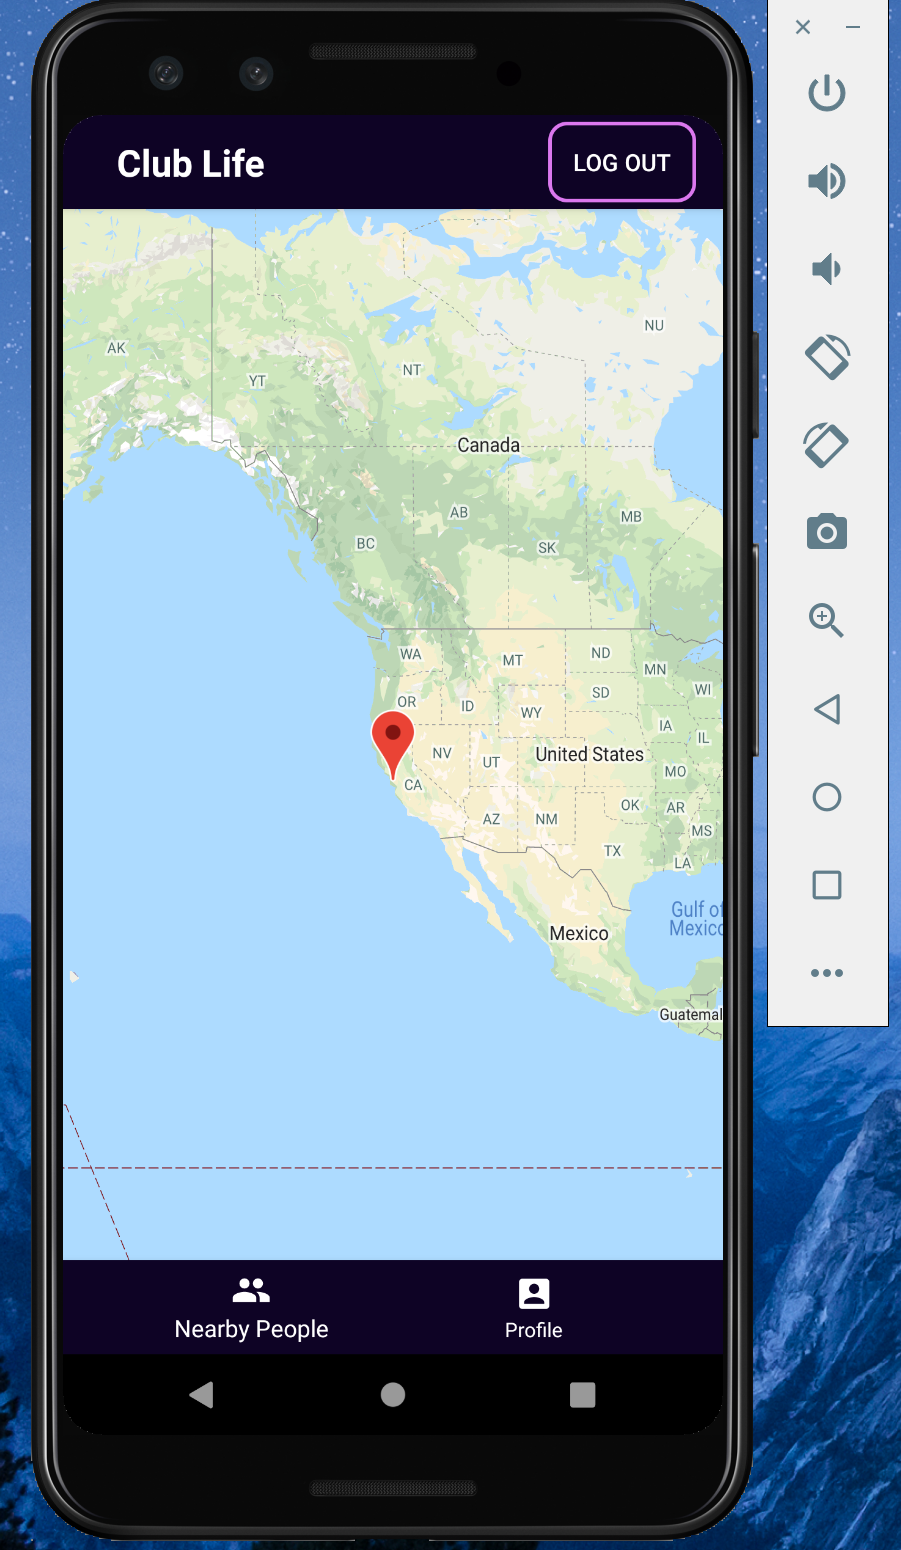 Club Life
LOG OUT
NU
AK
NT
YT
Canada
AB
MB
BC
SK
WA
ND
MT
MN
WI
SD
OR
ID
WY
IA
IL
NV
United States
UT
MO
CA
OK
AR
AZ
NM
MS
TX
LA
Gulf of
Mexico
Mexico
Guatemal
Nearby People
Profile